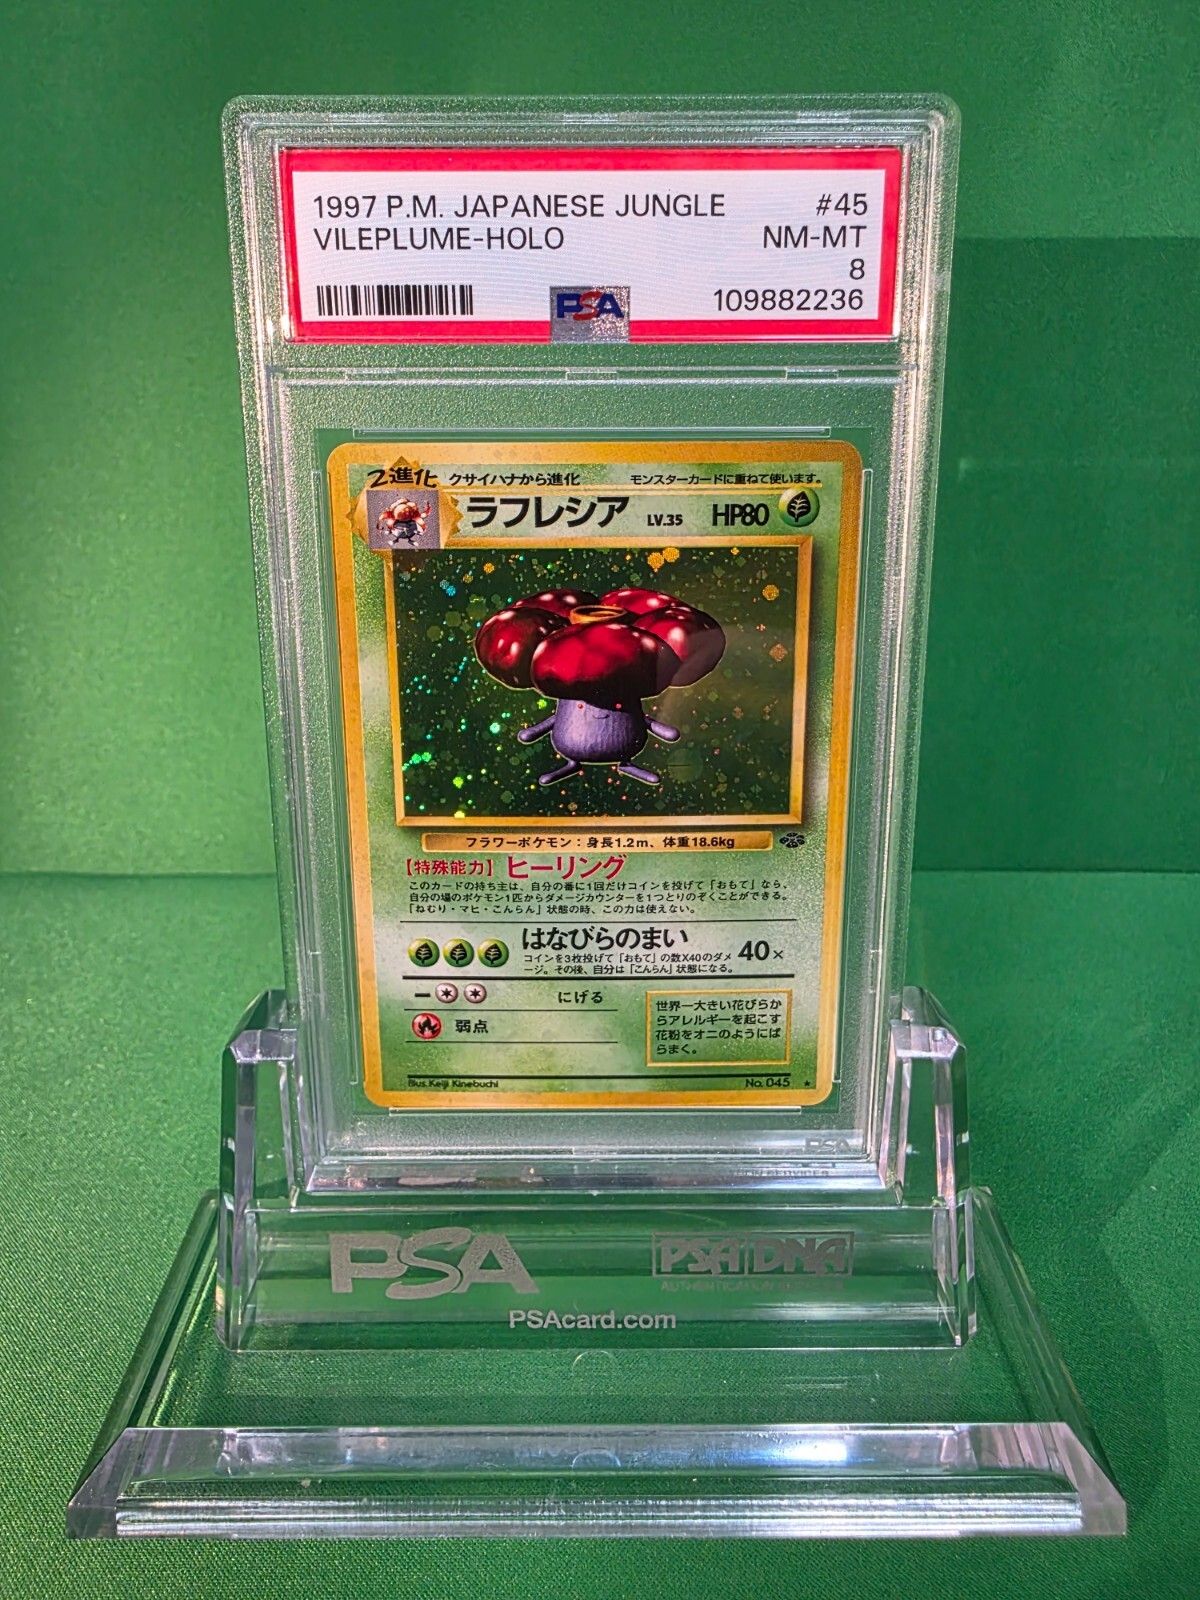 1997 P.M. JAPANESE JUNGLE #45
VILEPLUME-HOLO NM-MT
8
PSA 109882236
2進化 クサイハナから進化 モンスターカードに重ねて使います。
ラフレシア LV.35 HP80
フラワーポケモン：身長1.2m、体重18.6kg
【特殊能力】ヒーリング
このカードの持ち主は、自分の番に1回だけコインを投げて「おもて」なら、
自分の場のポケモン1匹からダメージカウンターを1つとりのぞくことができる。
「ねむり・マヒ・こんらん」状態の時、この力は使えない。
はなびらのまい 40×
コインを3枚投げて「おもて」の数X40のダメ
ージ。その後、自分は「こんらん」状態になる。
ー にげる
弱点
世界一大きい花びらか
らアレルギーを起こす
花粉をオニのようにば
らまく。
Illus. Keiji Kinebuchi No. 045 ★
PSA
PSA PSA/DNA
AUTHENTICATION SERVICES
PSAcard.com